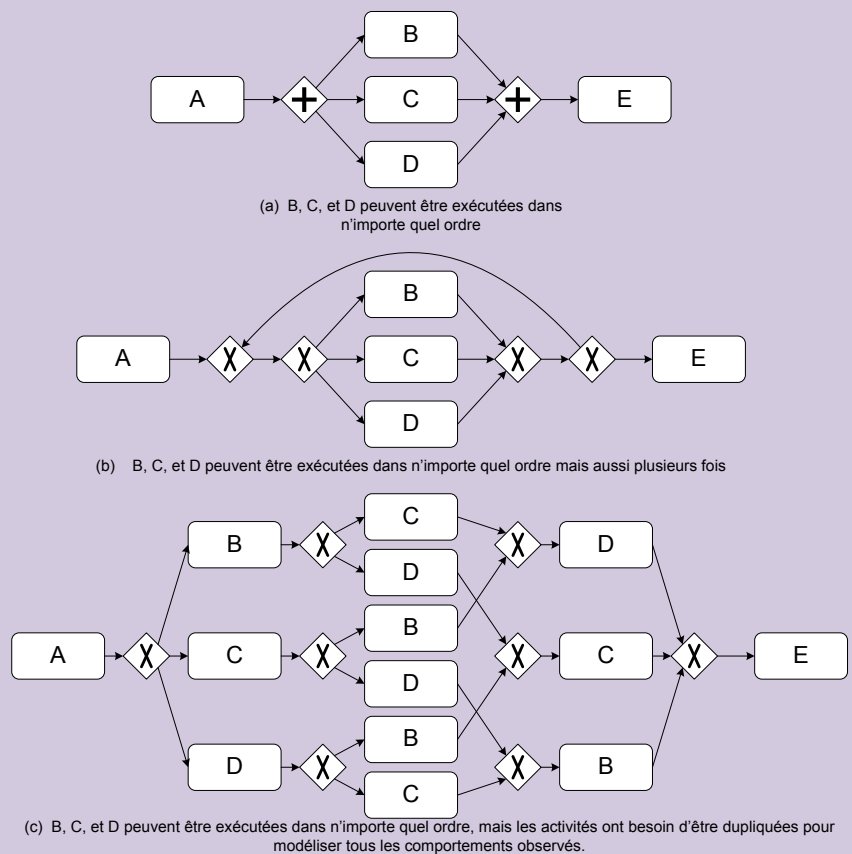 B
A
C
E
D
(a) B, C, et D peuvent être exécutées dans
n'importe quel ordre
B
A
X
X
C
X
X
E
D
(b) B, C, et D peuvent être exécutées dans n'importe quel ordre mais aussi plusieurs fois
C
B
X
X
D
D
B
A
X
C
X
X
C
X
E
D
B
D
X
X
B
C
(c) B, C, et D peuvent être exécutées dans n'importe quel ordre, mais les activités ont besoin d'être dupliquées pour
modéliser tous les comportements observés.